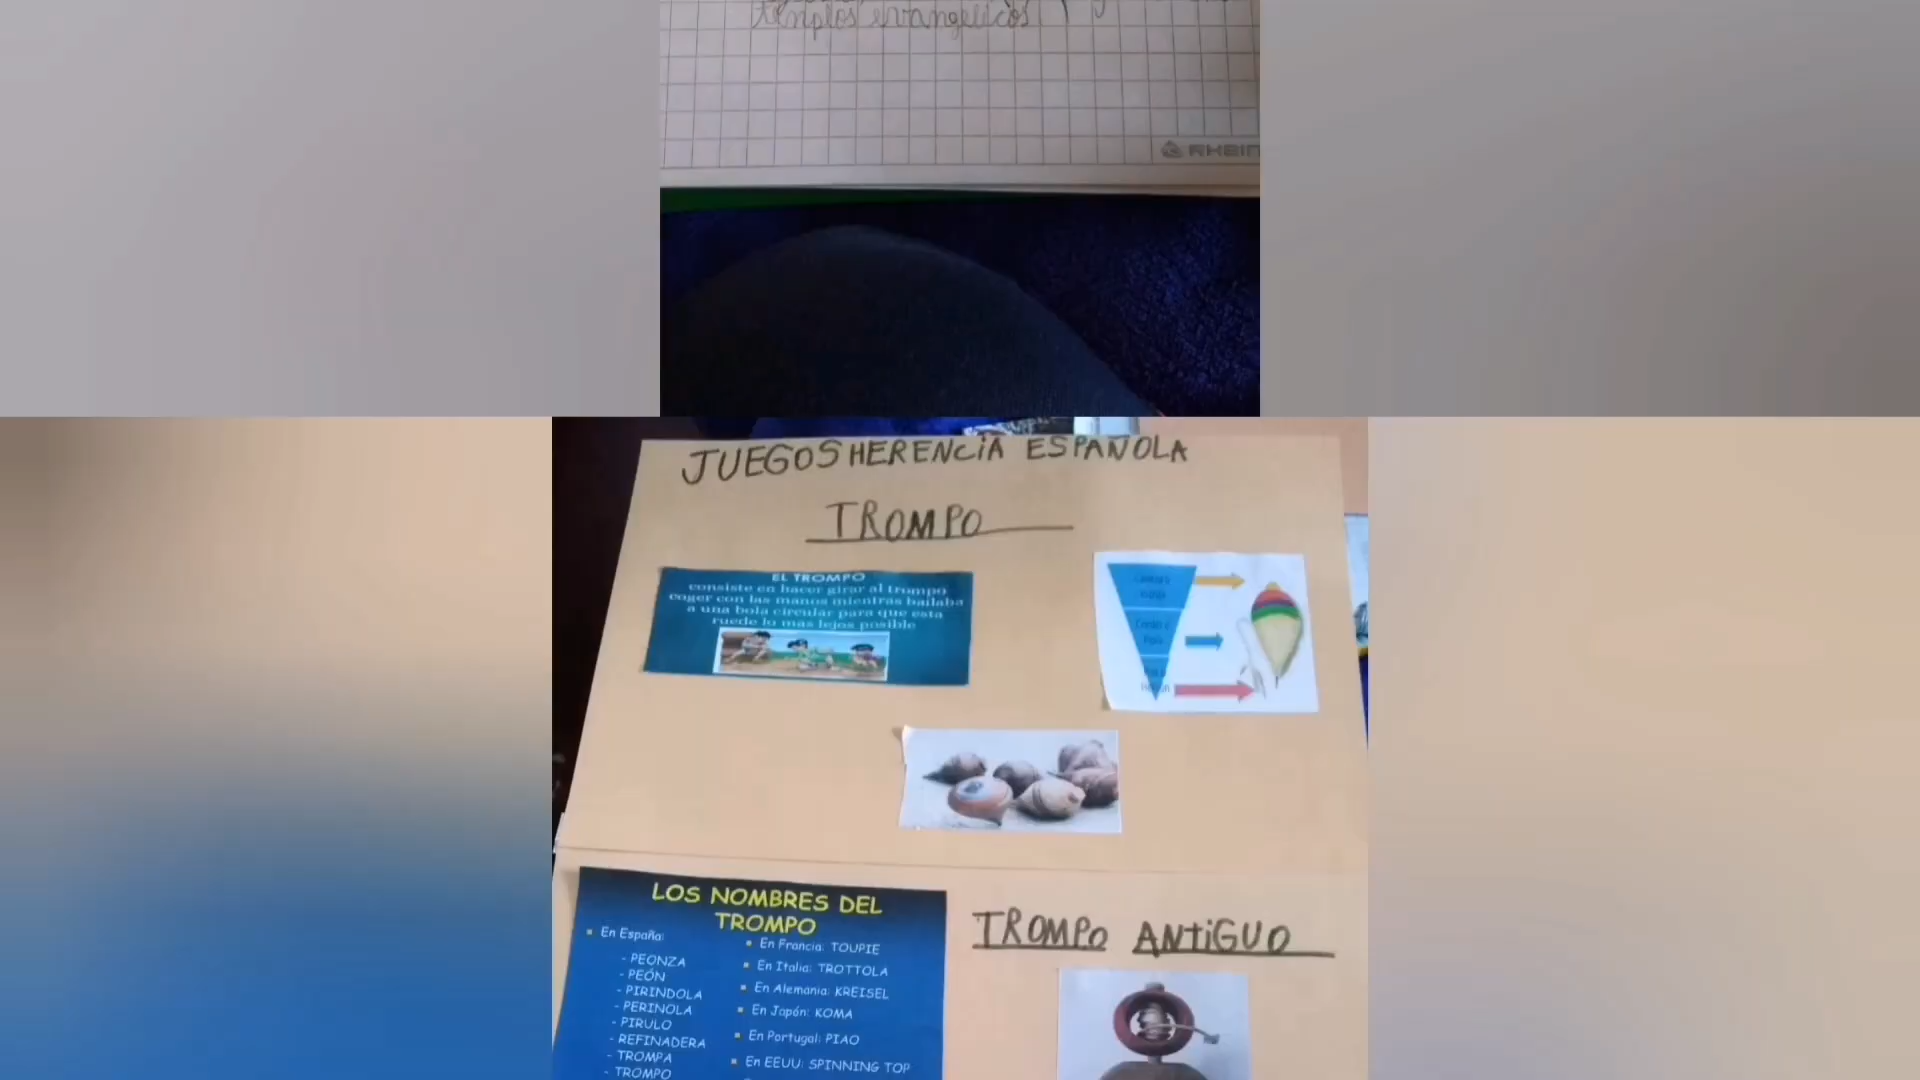 templos evangelicos
RHEIN
JUEGOS HERENCIA ESPAÑOLA
TROMPO
EL TROMPO
consiste en hacer girar al trompo
coger con las manos mientras bailaba
a una bola circular para que esta
ruede lo mas lejos posible
LOS NOMBRES DEL
TROMPO
En España:
- PEONZA
- PEÓN
- PIRINDOLA
- PERINOLA
- PIRULO
- REFINADERA
- TROMPA
- TROMPO
En Francia: TOUPIE
En Italia: TROTTOLA
En Alemania: KREISEL
En Japón: KOMA
En Portugal: PIAO
En EEUU: SPINNING TOP
TROMPO ANTIGUO